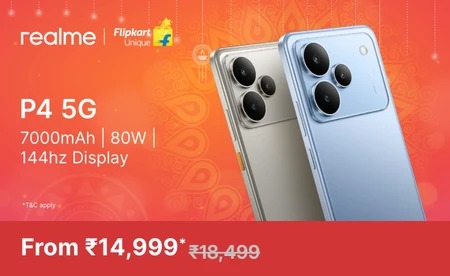 realme | Flipkart Unique
P4 5G
7000mAh | 80W |
144hz Display
*T&C apply
From ₹14,999* ₹18,499